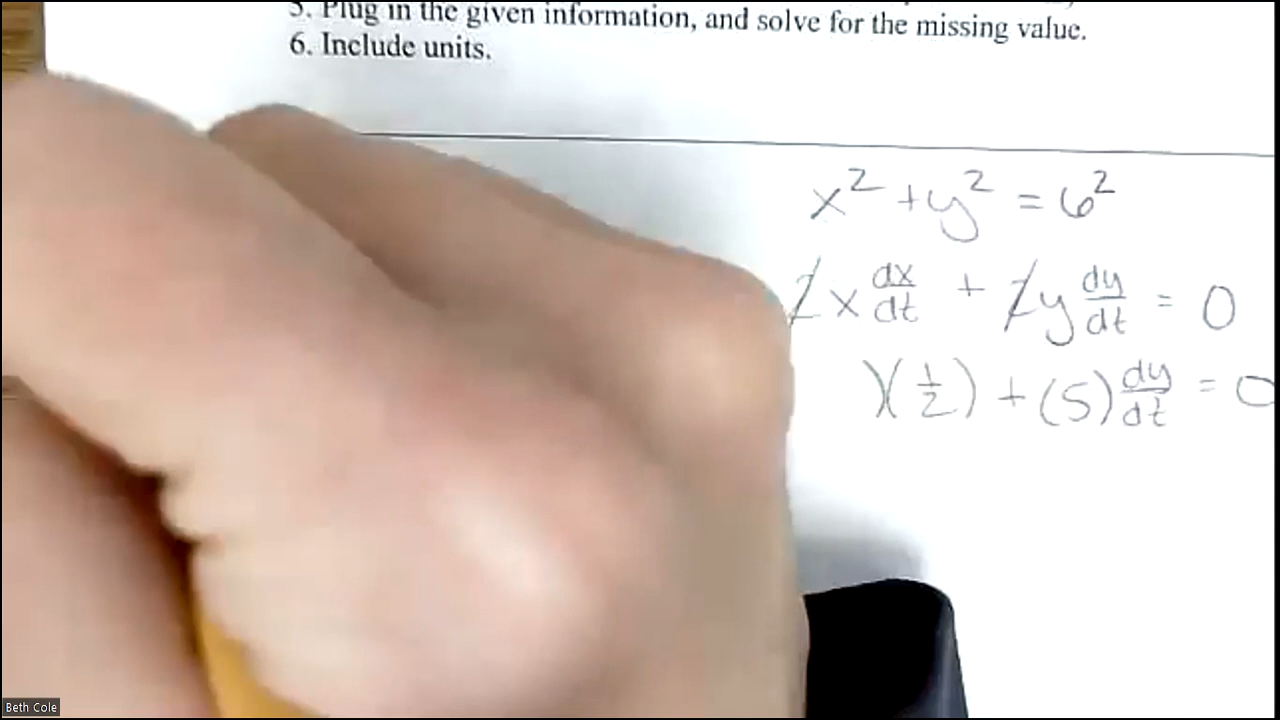 5. Plug in the given information, and solve for the missing value.
6. Include units.
x² + y² = 6²
2x dx/dt + 2y dy/dt = 0
)(1/2) + (5) dy/dt = 0
Beth Cole